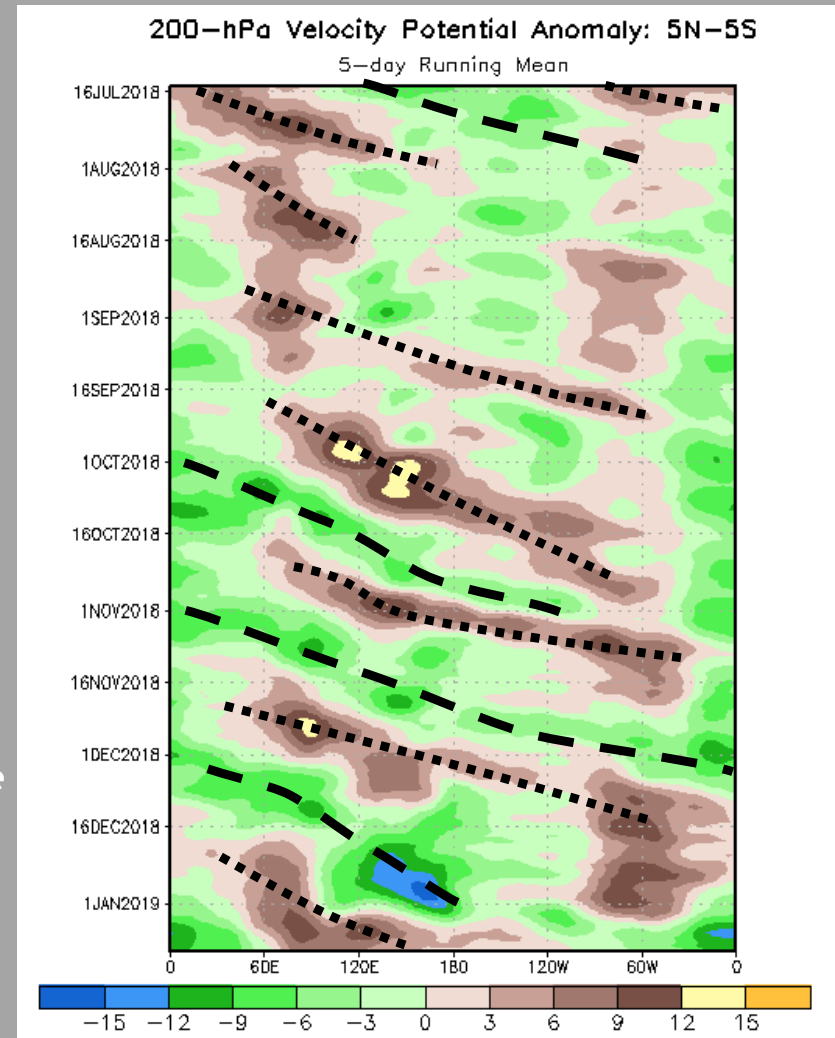 200-hPa Velocity Potential Anomaly: 5N-5S
5-day Running Mean
16JUL2018
1AUG2018
16AUG2018
1SEP2018
16SEP2018
1OCT2018
16OCT2018
1NOV2018
16NOV2018
1DEC2018
e
16DEC2018
1JAN2019
0 60E 120E 180 120W 60W 0
-15 -12 -9 -6 -3 0 3 6 9 12 15